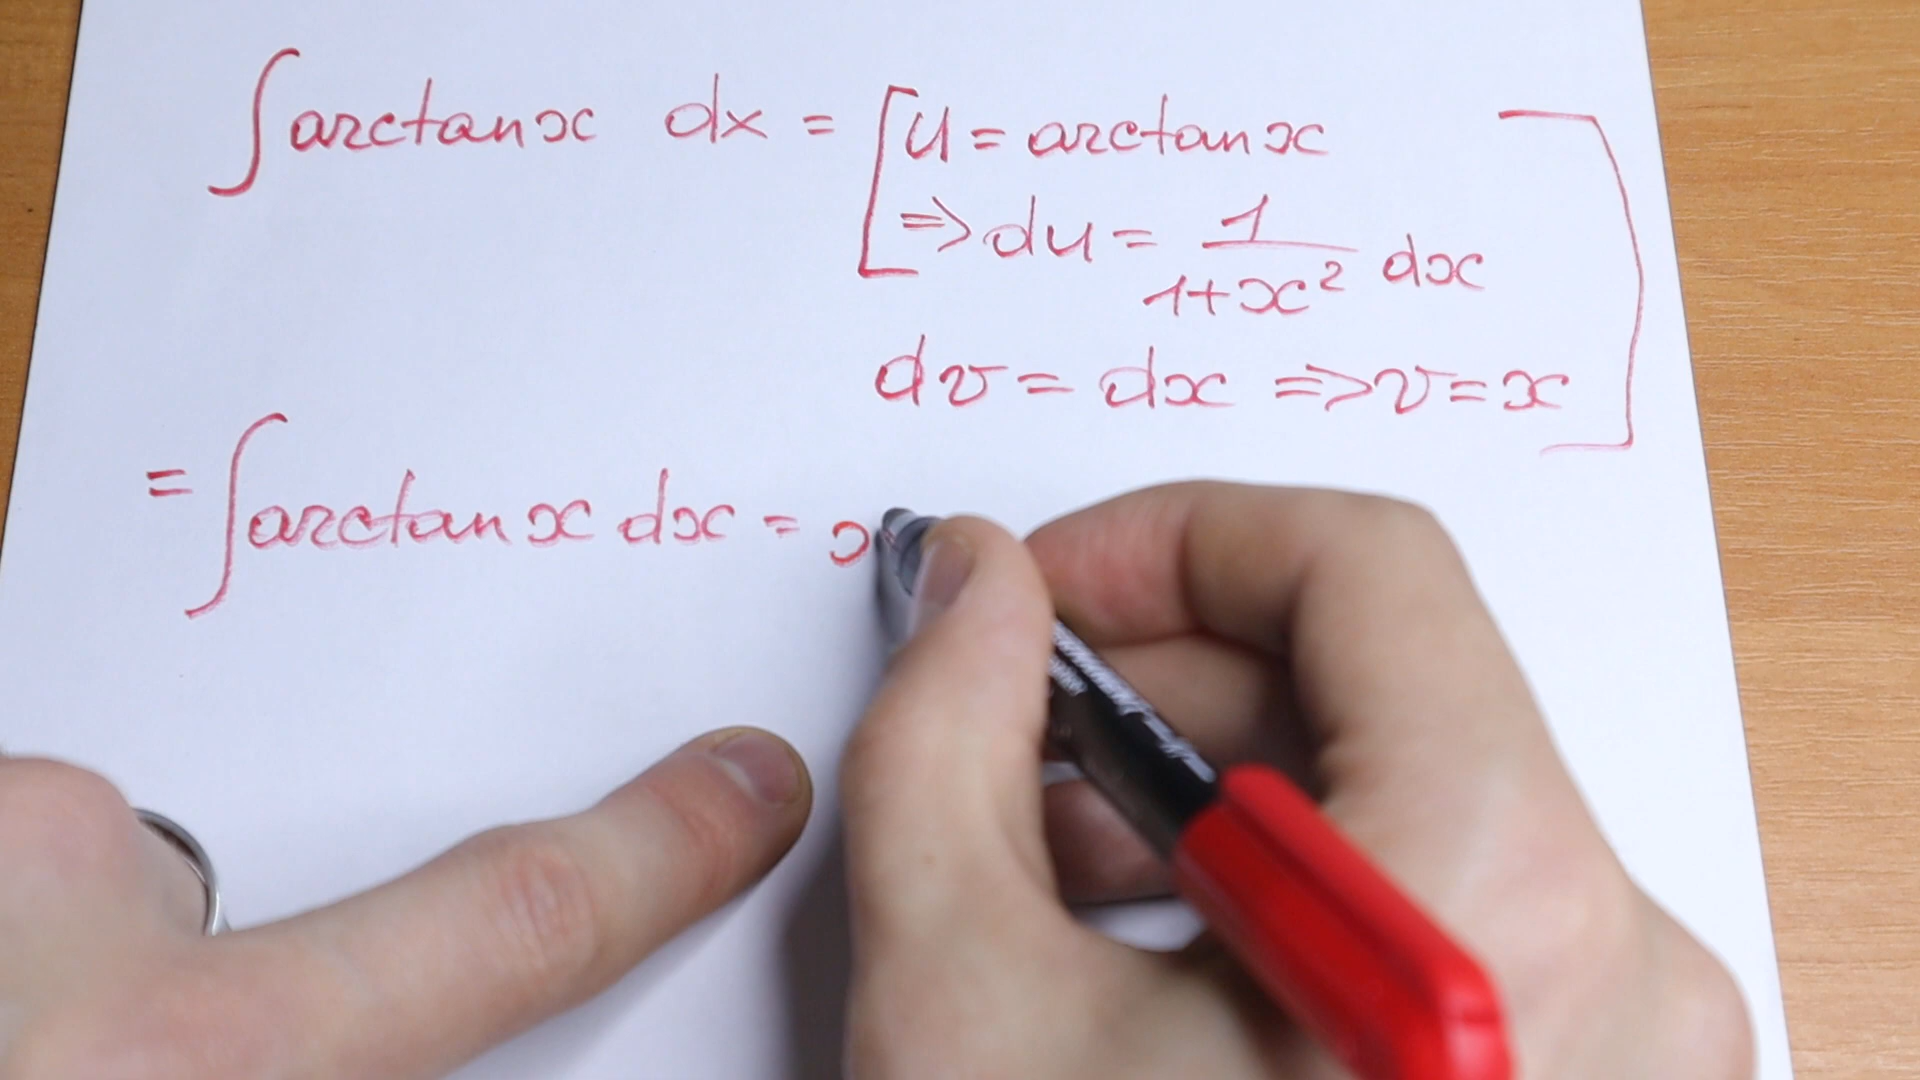 ∫ arctan x dx = [ u = arctan x
⇒ du = 1/(1+x²) dx
dv = dx ⇒ v = x ]
= ∫ arctan x dx =